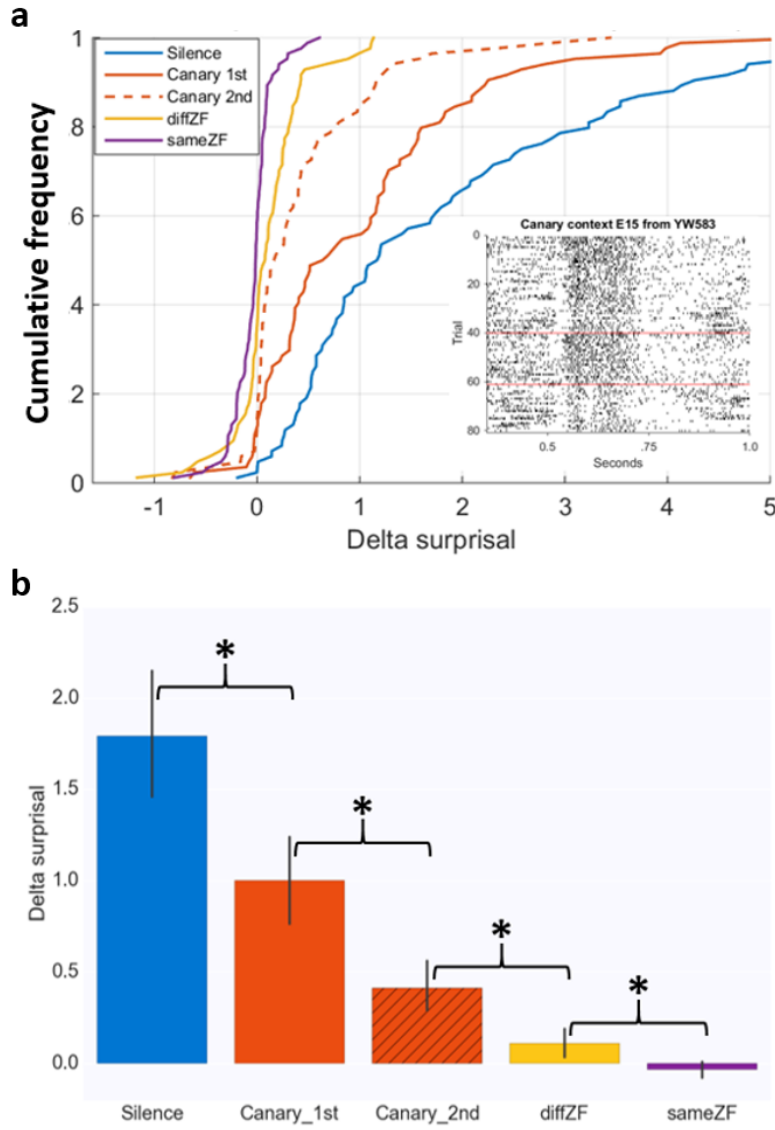 a
Silence
Canary 1st
Canary 2nd
diffZF
sameZF
1
.8
.6
.4
.2
0
Cumulative frequency
-1 0 1 2 3 4 5
Delta surprisal
Canary context E15 from YW583
0
20
40
60
80
Trial
0.5 .75 1.0
Seconds
b
2.5
2.0
1.5
1.0
0.5
0.0
Delta surprisal
*
*
*
*
Silence Canary_1st Canary_2nd diffZF sameZF